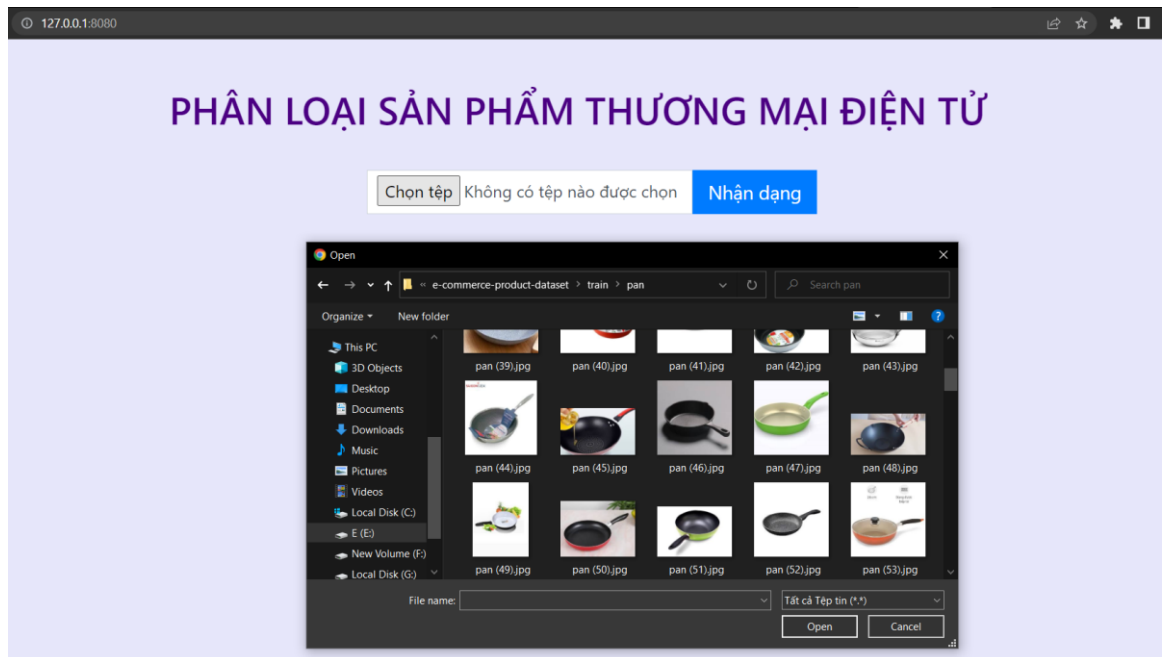 127.0.0.1:8080
PHÂN LOẠI SẢN PHẨM THƯƠNG MẠI ĐIỆN TỬ
Chọn tệp Không có tệp nào được chọn Nhận dạng
Open
« e-commerce-product-dataset > train > pan Search pan
Organize New folder
This PC
3D Objects
Desktop
Documents
Downloads
Music
Pictures
Videos
Local Disk (C:)
E (E:)
New Volume (F:)
Local Disk (G:)
pan (39).jpg pan (40).jpg pan (41).jpg pan (42).jpg pan (43).jpg
pan (44).jpg pan (45).jpg pan (46).jpg pan (47).jpg pan (48).jpg
pan (49).jpg pan (50).jpg pan (51).jpg pan (52).jpg pan (53).jpg
File name: Tất cả Tệp tin (*.*)
Open Cancel